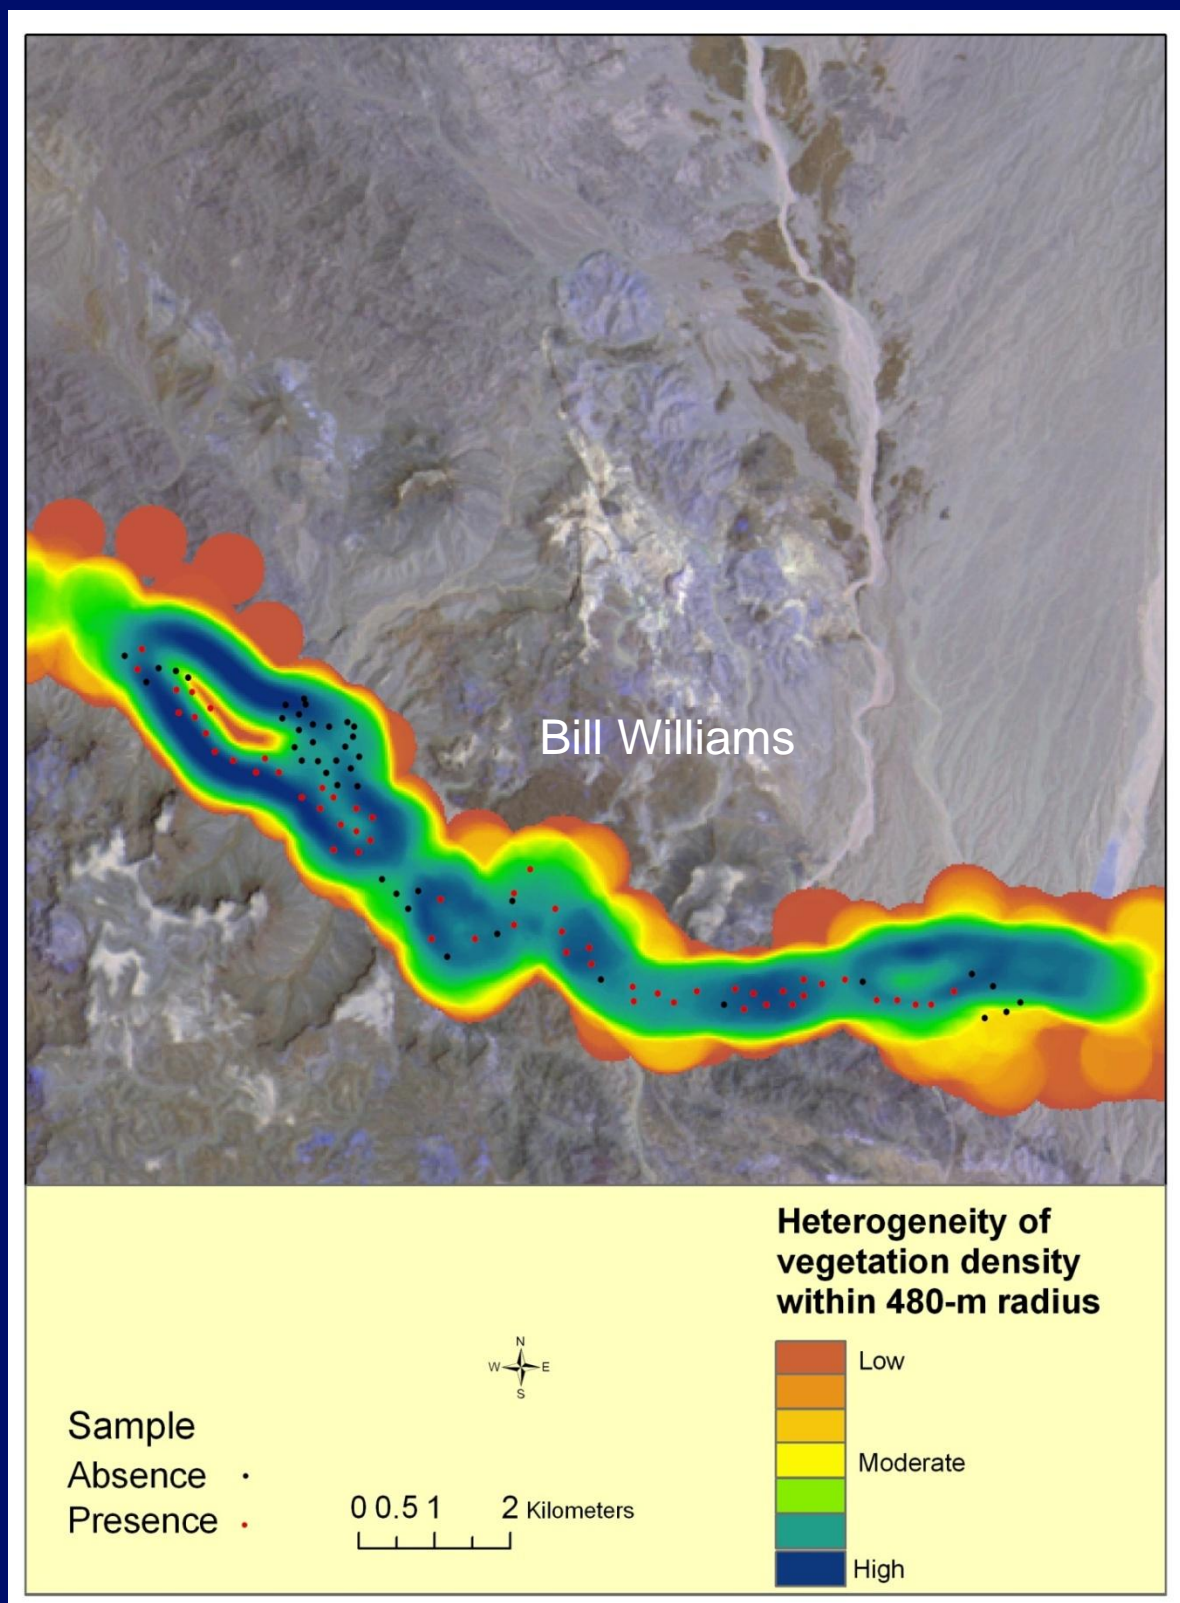 Bill Williams
Heterogeneity of
vegetation density
within 480-m radius
Low
Moderate
High
N
W E
S
Sample
Absence
Presence
0 0.5 1 2 Kilometers